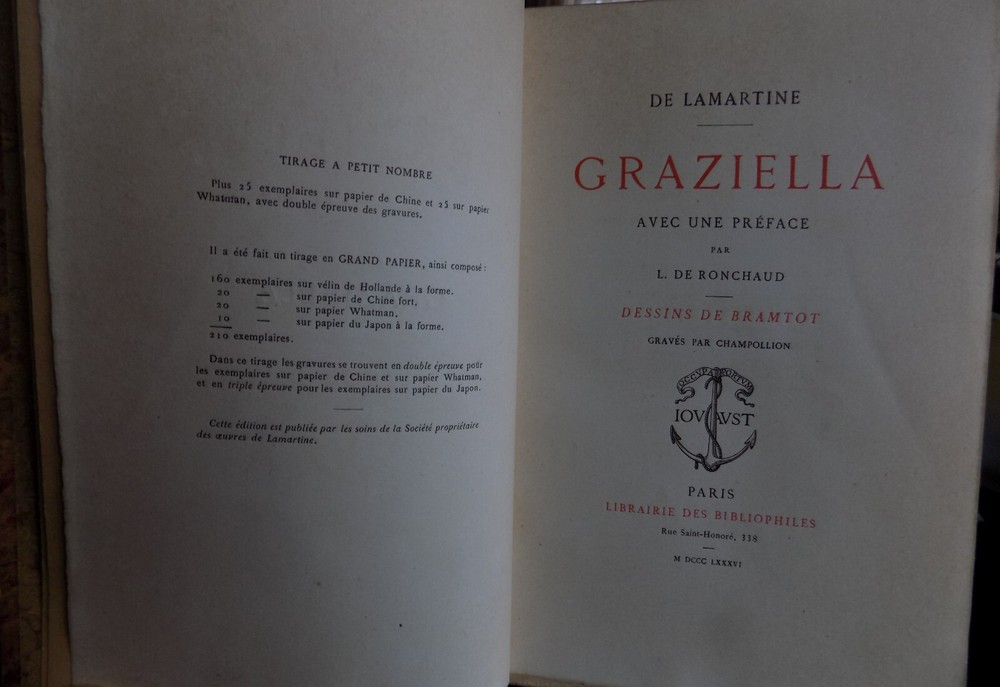 TIRAGE A PETIT NOMBRE
Plus 25 exemplaires sur papier de Chine et 25 sur papier
Whatman, avec double épreuve des gravures.
Il a été fait un tirage en GRAND PAPIER, ainsi composé :
160 exemplaires sur vélin de Hollande à la forme.
20 — sur papier de Chine fort.
20 — sur papier Whatman.
10 — sur papier du Japon à la forme.
210 exemplaires.
Dans ce tirage les gravures se trouvent en double épreuve pour
les exemplaires sur papier de Chine et sur papier Whatman,
et en triple épreuve pour les exemplaires sur papier du Japon.
Cette édition est publiée par les soins de la Société propriétaire
des œuvres de Lamartine.
DE LAMARTINE
GRAZIELLA
AVEC UNE PRÉFACE
PAR
L. DE RONCHAUD
DESSINS DE BRAMTOT
GRAVÉS PAR CHAMPOLLION
OCCUPA PORTUM
IOU AUST
PARIS
LIBRAIRIE DES BIBLIOPHILES
Rue Saint-Honoré, 338
M DCCC LXXXVI